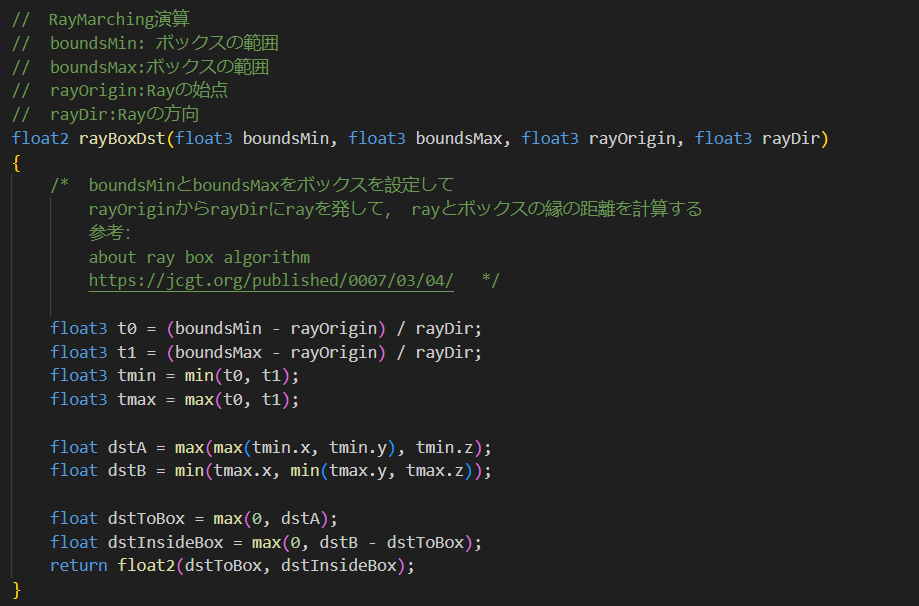 //  RayMarching演算
//  boundsMin: ボックスの範囲
//  boundsMax:ボックスの範囲
//  rayOrigin:Rayの始点
//  rayDir:Rayの方向
float2 rayBoxDst(float3 boundsMin, float3 boundsMax, float3 rayOrigin, float3 rayDir)
{
    /*  boundsMinとboundsMaxをボックスを設定して
        rayOriginからrayDirにrayを発して, rayとボックスの縁の距離を計算する
        参考:
        about ray box algorithm
        https://jcgt.org/published/0007/03/04/   */
    float3 t0 = (boundsMin - rayOrigin) / rayDir;
    float3 t1 = (boundsMax - rayOrigin) / rayDir;
    float3 tmin = min(t0, t1);
    float3 tmax = max(t0, t1);
    float dstA = max(max(tmin.x, tmin.y), tmin.z);
    float dstB = min(tmax.x, min(tmax.y, tmax.z));
    float dstToBox = max(0, dstA);
    float dstInsideBox = max(0, dstB - dstToBox);
    return float2(dstToBox, dstInsideBox);
}